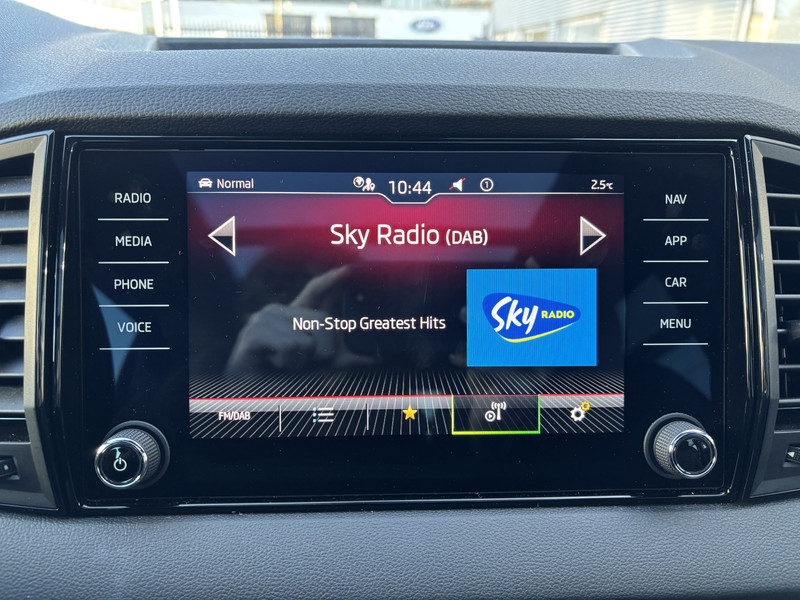 Normal
10:44
1
2.5°C
RADIO
MEDIA
PHONE
VOICE
NAV
APP
CAR
MENU
Sky Radio (DAB)
Non-Stop Greatest Hits
Sky RADIO
FM/DAB